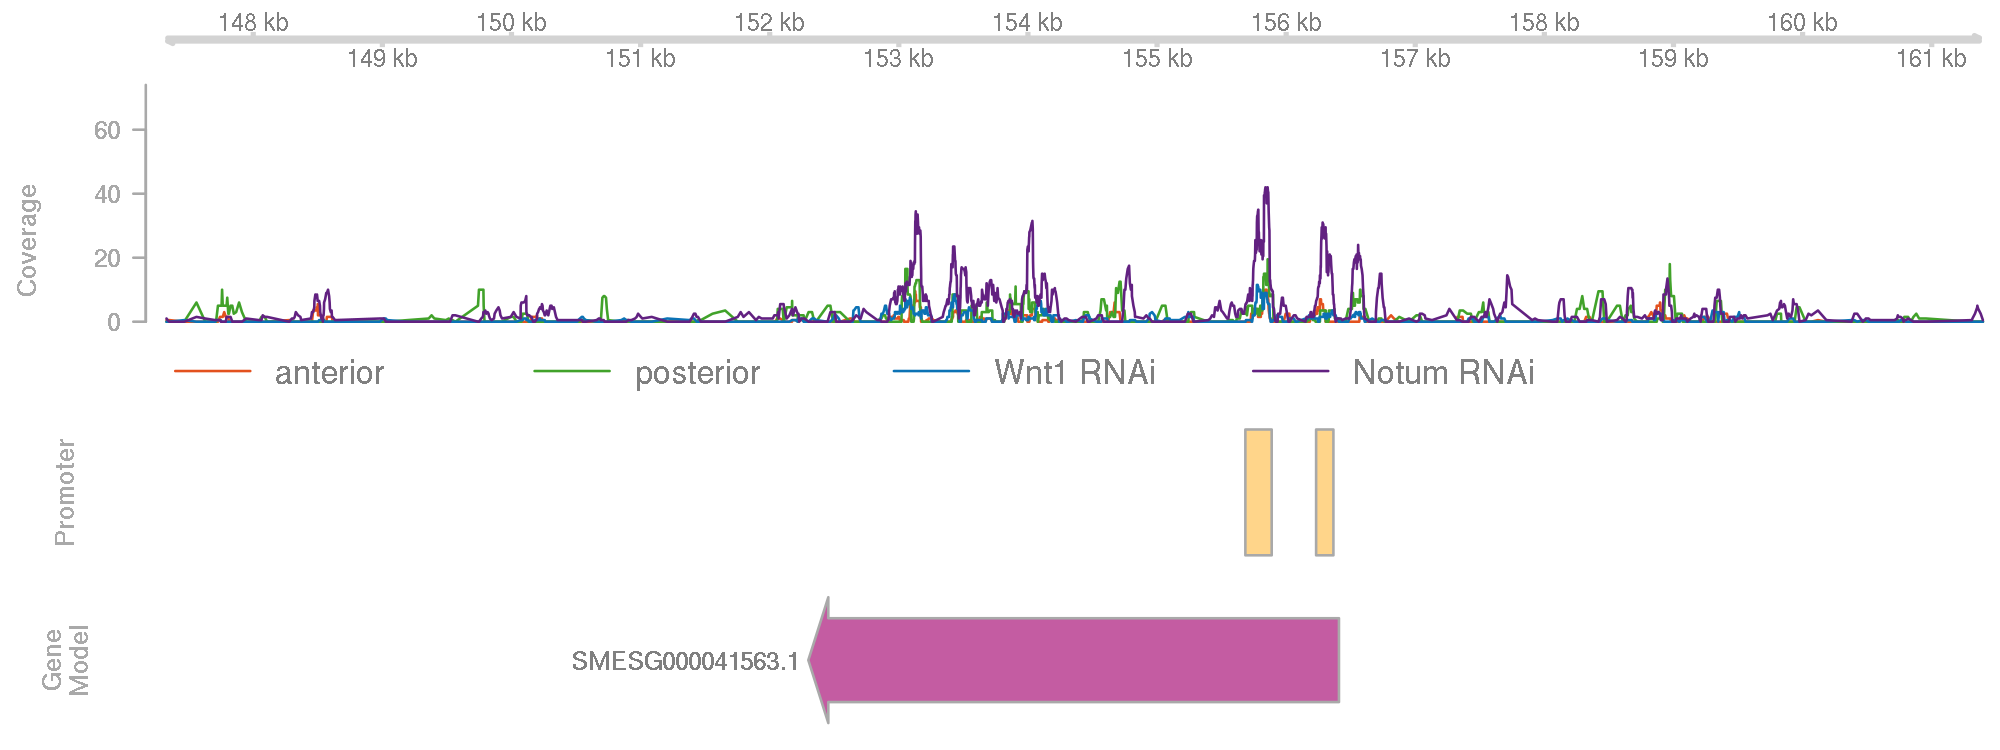 148 kb 150 kb 152 kb 154 kb 156 kb 158 kb 160 kb
149 kb 151 kb 153 kb 155 kb 157 kb 159 kb 161 kb
Coverage
60
40
20
0
anterior posterior Wnt1 RNAi Notum RNAi
Promoter
Gene
Model
SMESG000041563.1